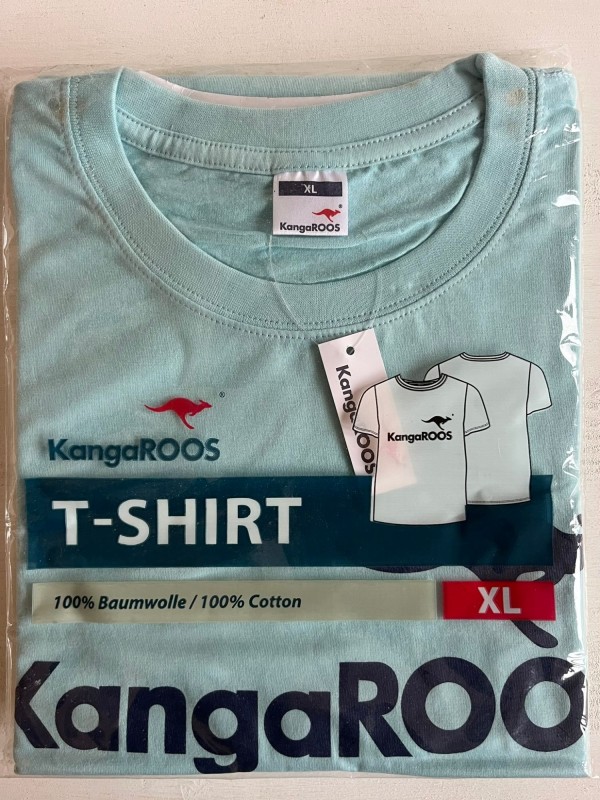 XL
®
KangaROOS
KangaROOS
®
KangaROOS
®
KangaROOS
T-SHIRT
100% Baumwolle / 100% Cotton
XL
KangaROO